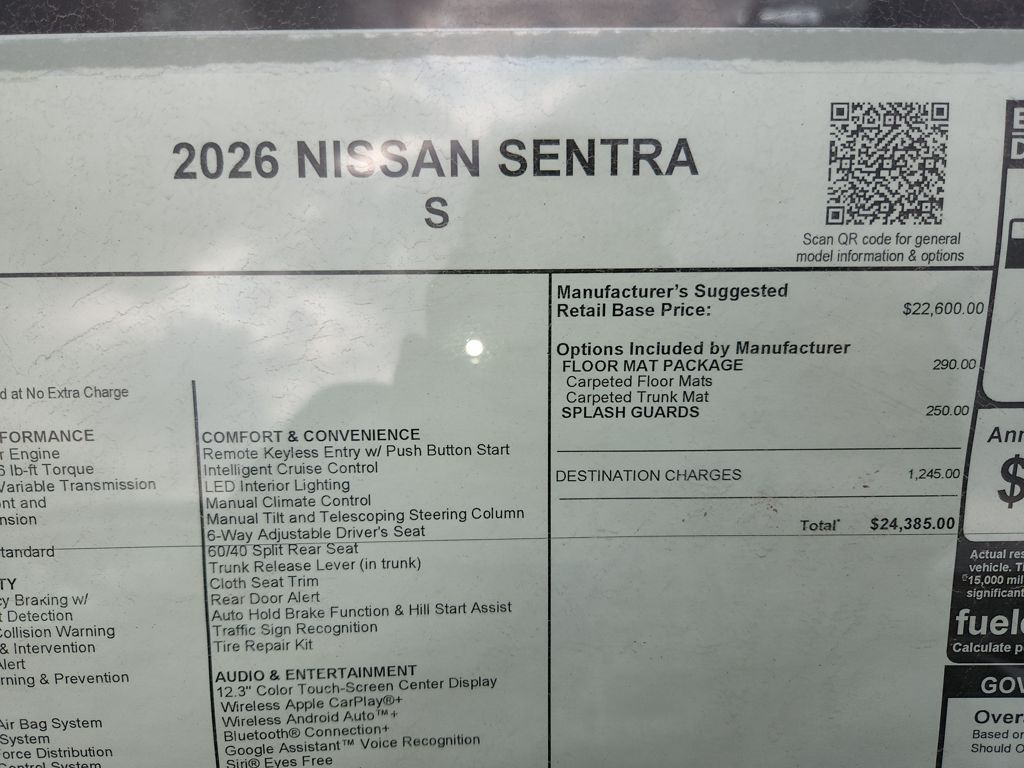 2026 NISSAN SENTRA
S
Scan QR code for general
model information & options
Manufacturer's Suggested
Retail Base Price: $22,600.00
Options Included by Manufacturer
FLOOR MAT PACKAGE 290.00
Carpeted Floor Mats
Carpeted Trunk Mat
SPLASH GUARDS 250.00
DESTINATION CHARGES 1,245.00
Total* $24,385.00
d at No Extra Charge
FORMANCE
r Engine
6 lb-ft Torque
Variable Transmission
nt and
nsion
tandard
TY
cy Braking w/
t Detection
Collision Warning
& Intervention
Alert
rning & Prevention
Air Bag System
System
Force Distribution
Control System
COMFORT & CONVENIENCE
Remote Keyless Entry w/ Push Button Start
Intelligent Cruise Control
LED Interior Lighting
Manual Climate Control
Manual Tilt and Telescoping Steering Column
6-Way Adjustable Driver's Seat
60/40 Split Rear Seat
Trunk Release Lever (in trunk)
Cloth Seat Trim
Rear Door Alert
Auto Hold Brake Function & Hill Start Assist
Traffic Sign Recognition
Tire Repair Kit
AUDIO & ENTERTAINMENT
12.3" Color Touch-Screen Center Display
Wireless Apple CarPlay®+
Wireless Android Auto™+
Bluetooth® Connection+
Google Assistant™ Voice Recognition
Siri® Eyes Free
Ann
$
Actual res
vehicle. T
15,000 mil
significant
fuele
Calculate p
GOV
Over
Based on
Should O